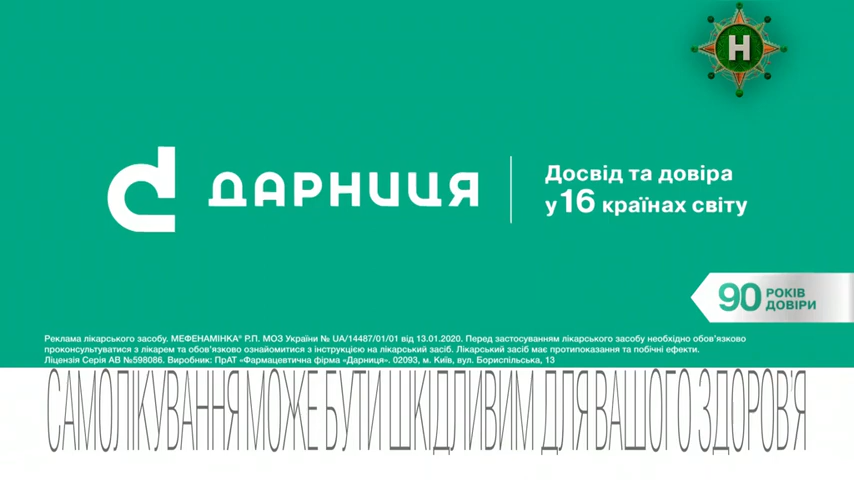 Н
ДАРНИЦЯ
Досвід та довіра
у 16 країнах світу
90 РОКІВ
ДОВІРИ
Реклама лікарського засобу. МЕФЕНАМІНКА® Р.П. МОЗ України № UA/14487/01/01 від 13.01.2020. Перед застосуванням лікарського засобу необхідно обов'язково
проконсультуватися з лікарем та обов'язково ознайомитися з інструкцією на лікарський засіб. Лікарський засіб має протипоказання та побічні ефекти.
Ліцензія Серія АВ №598086. Виробник: ПрАТ «Фармацевтична фірма «Дарниця». 02093, м. Київ, вул. Бориспільська, 13
САМОЛІКУВАННЯ МОЖЕ БУТИ ШКІДЛИВИМ ДЛЯ ВАШОГО ЗДОРОВ'Я